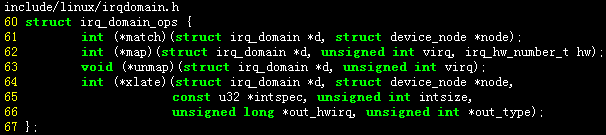 include/linux/irqdomain.h
60 struct irq_domain_ops {
61         int (*match)(struct irq_domain *d, struct device_node *node);
62         int (*map)(struct irq_domain *d, unsigned int virq, irq_hw_number_t hw);
63         void (*unmap)(struct irq_domain *d, unsigned int virq);
64         int (*xlate)(struct irq_domain *d, struct device_node *node,
65                      const u32 *intspec, unsigned int intsize,
66                      unsigned long *out_hwirq, unsigned int *out_type);
67 };